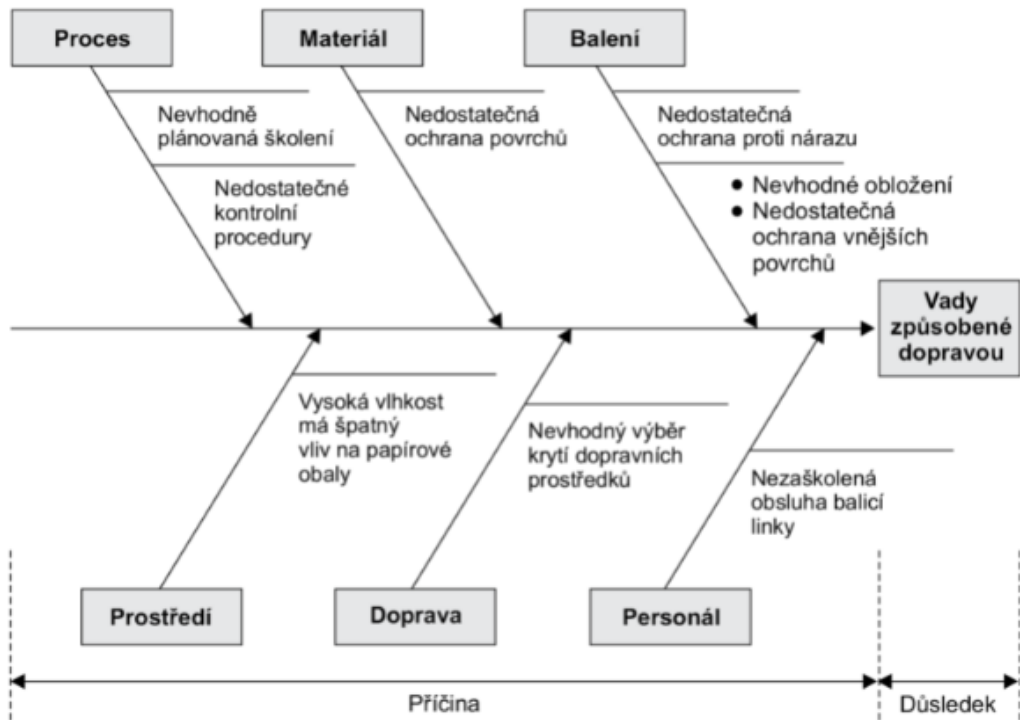 Proces
Materiál
Balení
Nevhodně
plánovaná školení
Nedostatečné
kontrolní
procedury
Nedostatečná
ochrana povrchů
Nedostatečná
ochrana proti nárazu
● Nevhodné obložení
● Nedostatečná
ochrana vnějších
povrchů
Vady
způsobené
dopravou
Vysoká vlhkost
má špatný
vliv na papírové
obaly
Nevhodný výběr
krytí dopravních
prostředků
Nezaškolená
obsluha balicí
linky
Prostředí
Doprava
Personál
Příčina
Důsledek